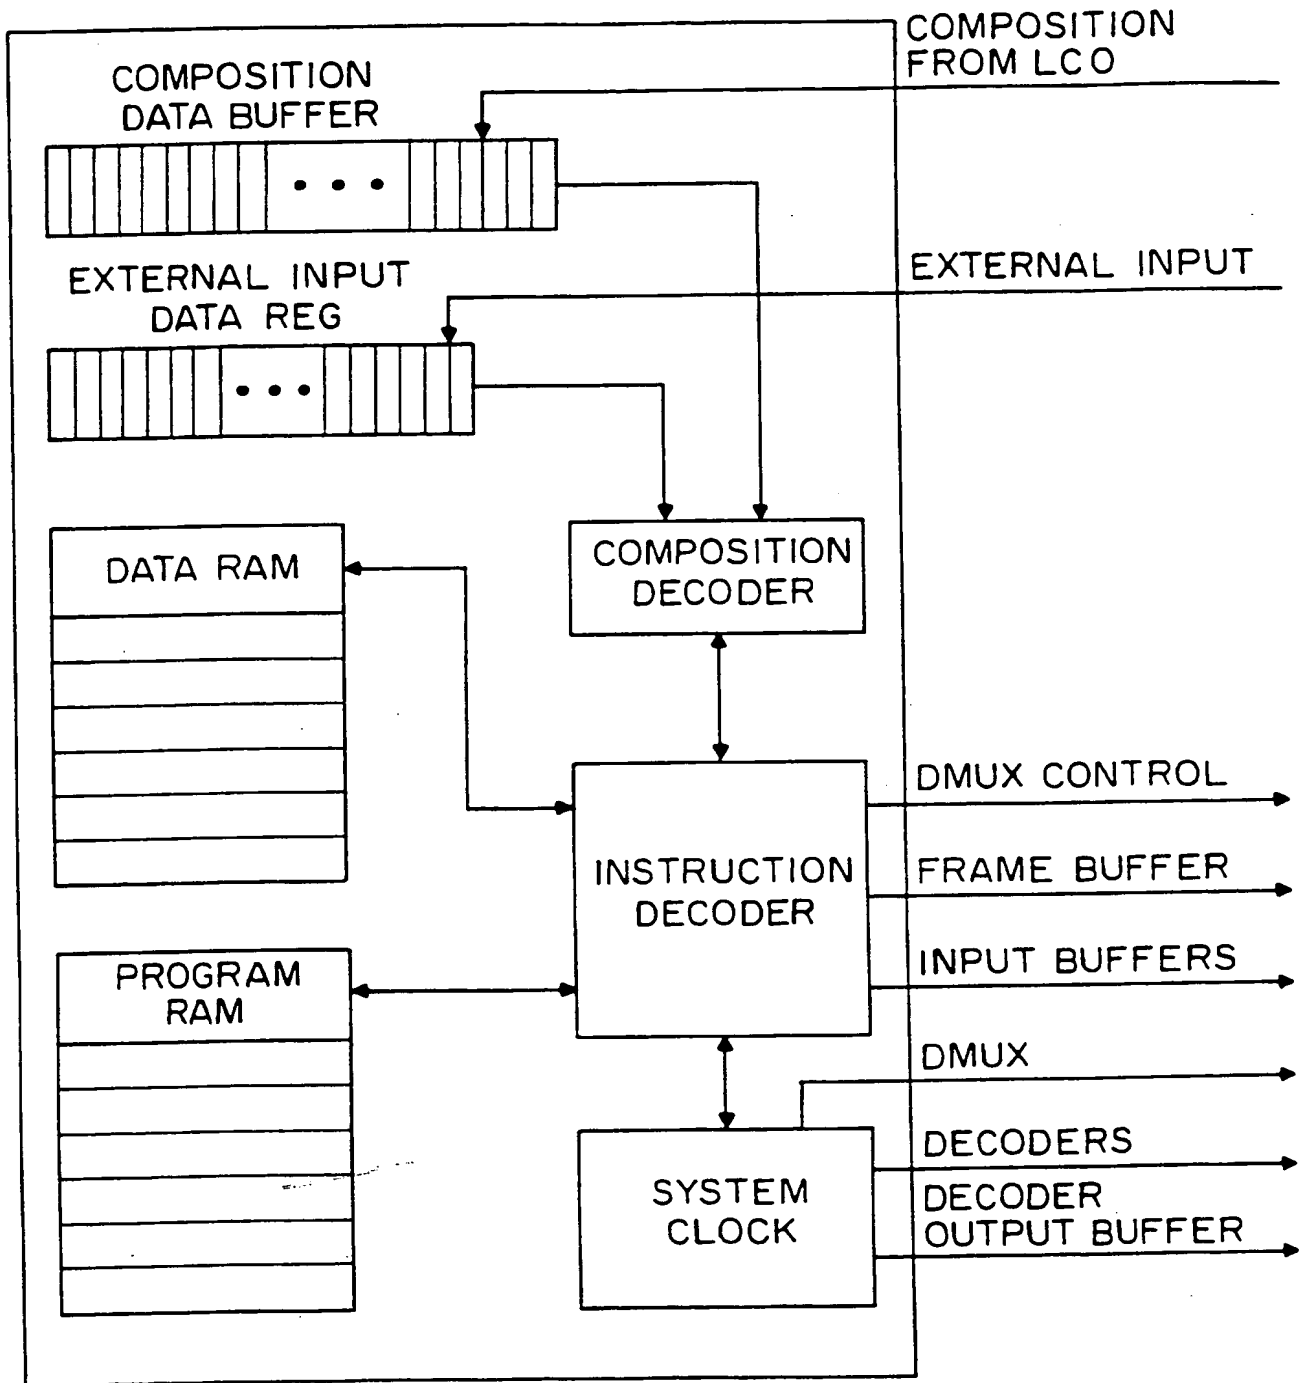 COMPOSITION
FROM LCO
COMPOSITION
DATA BUFFER
EXTERNAL INPUT
EXTERNAL INPUT
DATA REG
DATA RAM
COMPOSITION
DECODER
DMUX CONTROL
INSTRUCTION
DECODER
FRAME BUFFER
INPUT BUFFERS
PROGRAM
RAM
DMUX
DECODERS
SYSTEM
CLOCK
DECODER
OUTPUT BUFFER